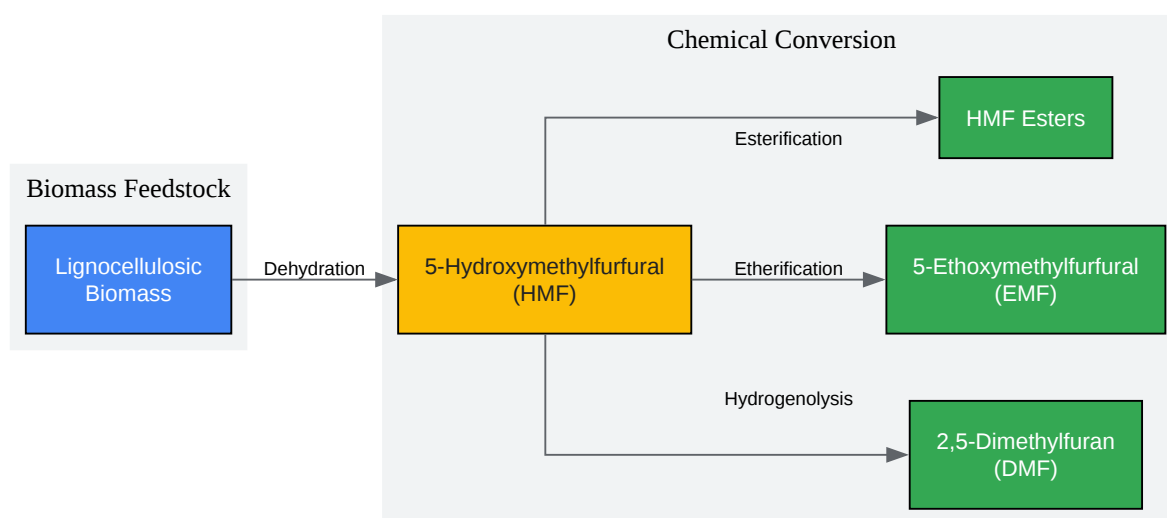 Chemical Conversion
HMF Esters
Esterification
Biomass Feedstock
Lignocellulosic
Biomass
Dehydration
5-Hydroxymethylfurfural
(HMF)
Etherification
5-Ethoxymethylfurfural
(EMF)
Hydrogenolysis
2,5-Dimethylfuran
(DMF)